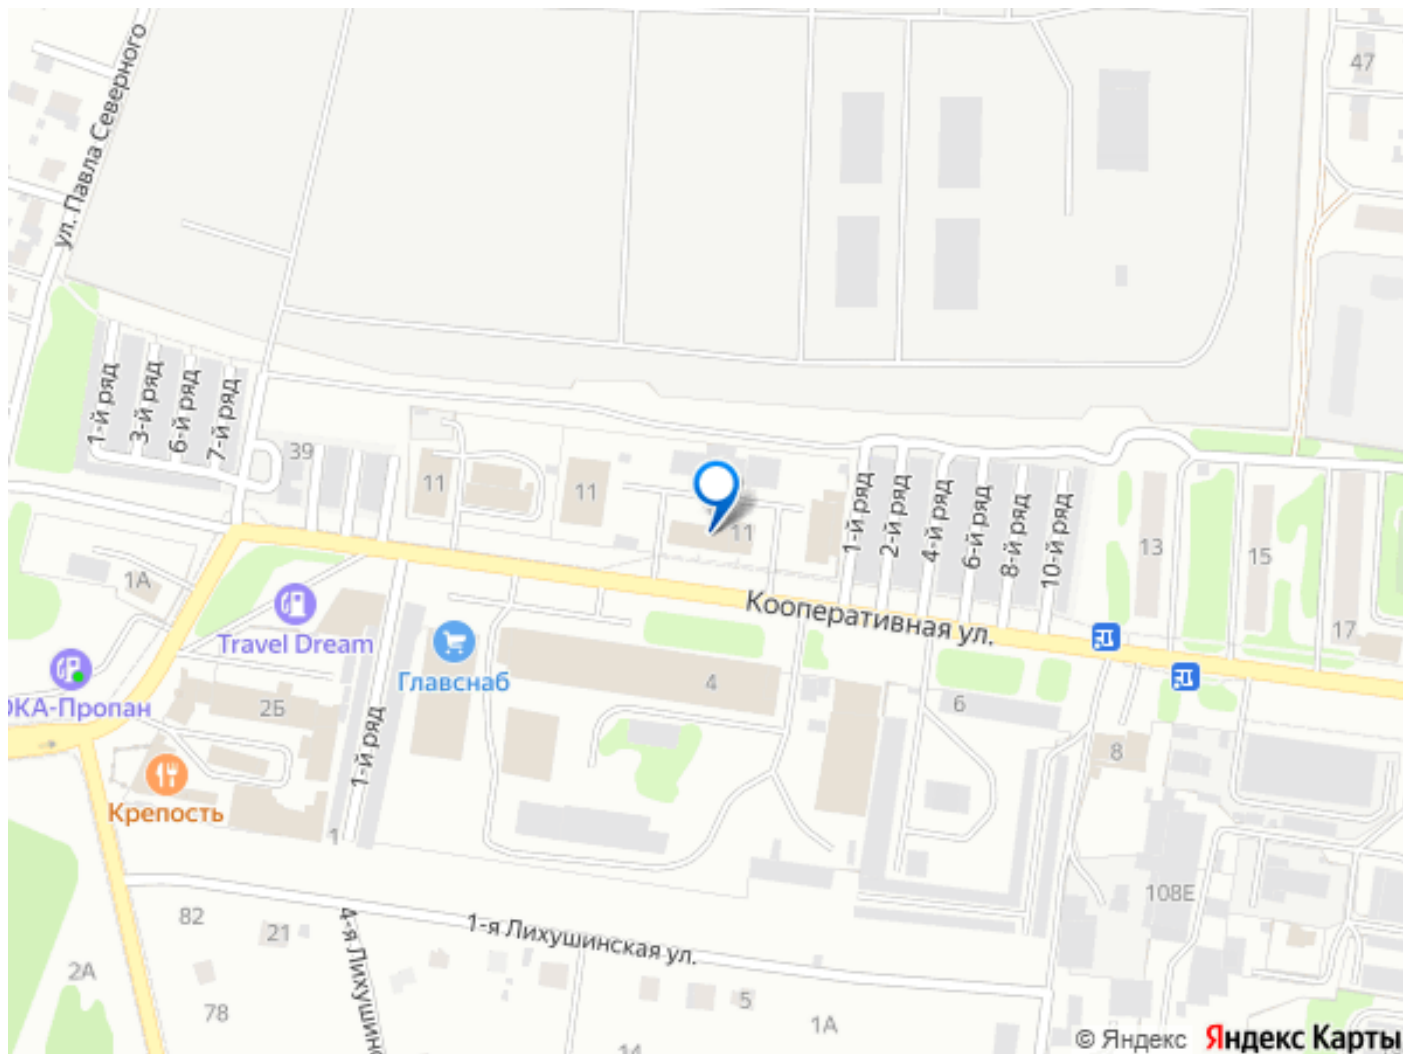 ул. Павла Северного
47
1-й ряд
3-й ряд
6-й ряд
7-й ряд
39
11
11
11
1-й ряд
2-й ряд
4-й ряд
6-й ряд
8-й ряд
10-й ряд
13
15
17
1А
Travel Dream
Главснаб
Кооперативная ул.
ОКА-Пропан
2Б
4
6
8
1-й ряд
Крепость
1
108Е
82
21
4-я Лихушинс
1-я Лихушинская ул.
2А
78
5
1А
14
© Яндекс Яндекс Карты